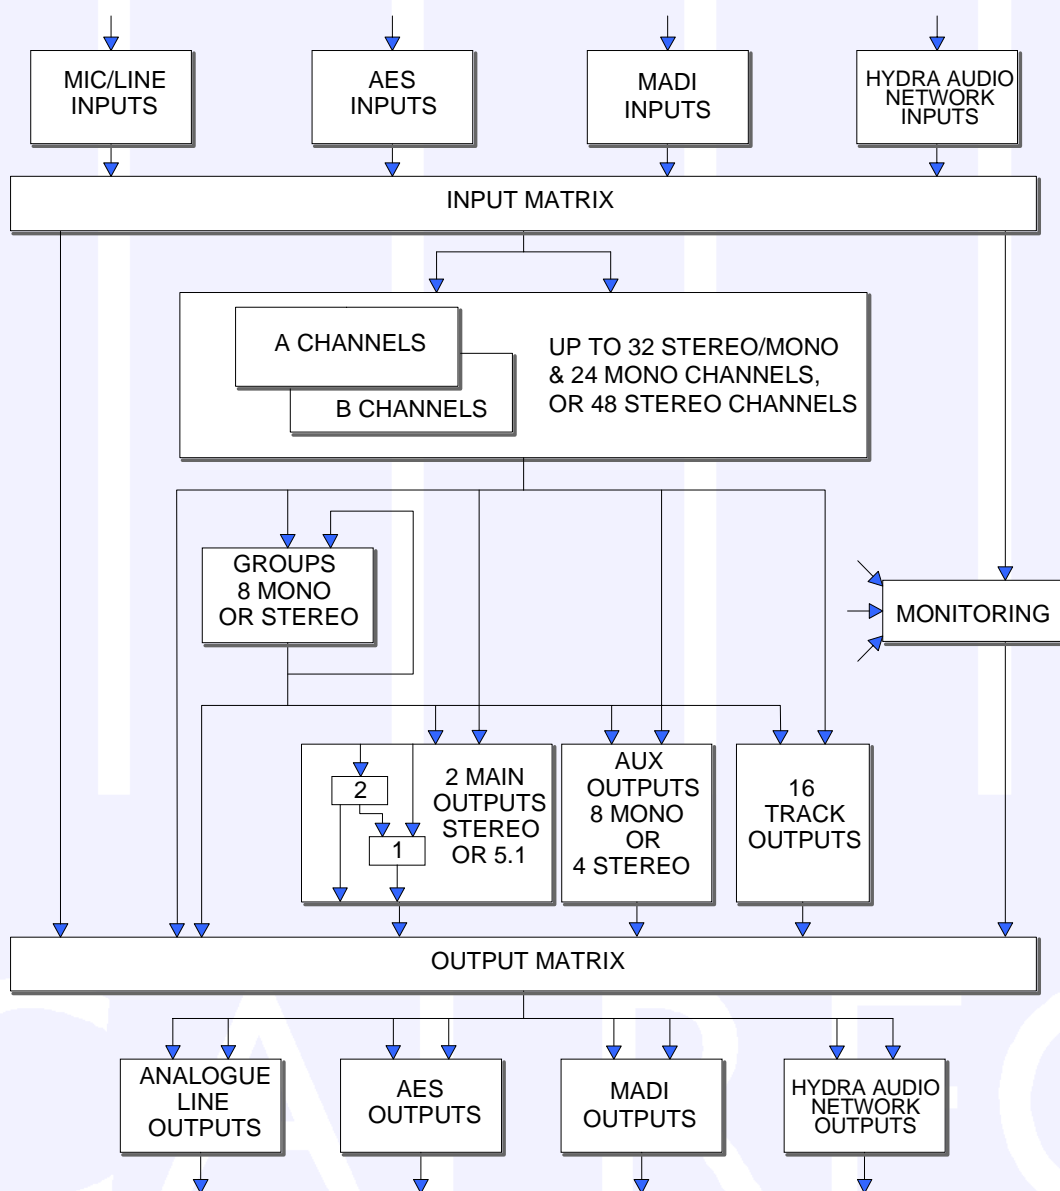 MIC/LINE
INPUTS
AES
INPUTS
MADI
INPUTS
HYDRA AUDIO
NETWORK
INPUTS
INPUT MATRIX
A CHANNELS
B CHANNELS
UP TO 32 STEREO/MONO
& 24 MONO CHANNELS,
OR 48 STEREO CHANNELS
GROUPS
8 MONO
OR STEREO
MONITORING
2
1
2 MAIN
OUTPUTS
STEREO
OR 5.1
AUX
OUTPUTS
8 MONO
OR
4 STEREO
16
TRACK
OUTPUTS
OUTPUT MATRIX
ANALOGUE
LINE
OUTPUTS
AES
OUTPUTS
MADI
OUTPUTS
HYDRA AUDIO
NETWORK
OUTPUTS